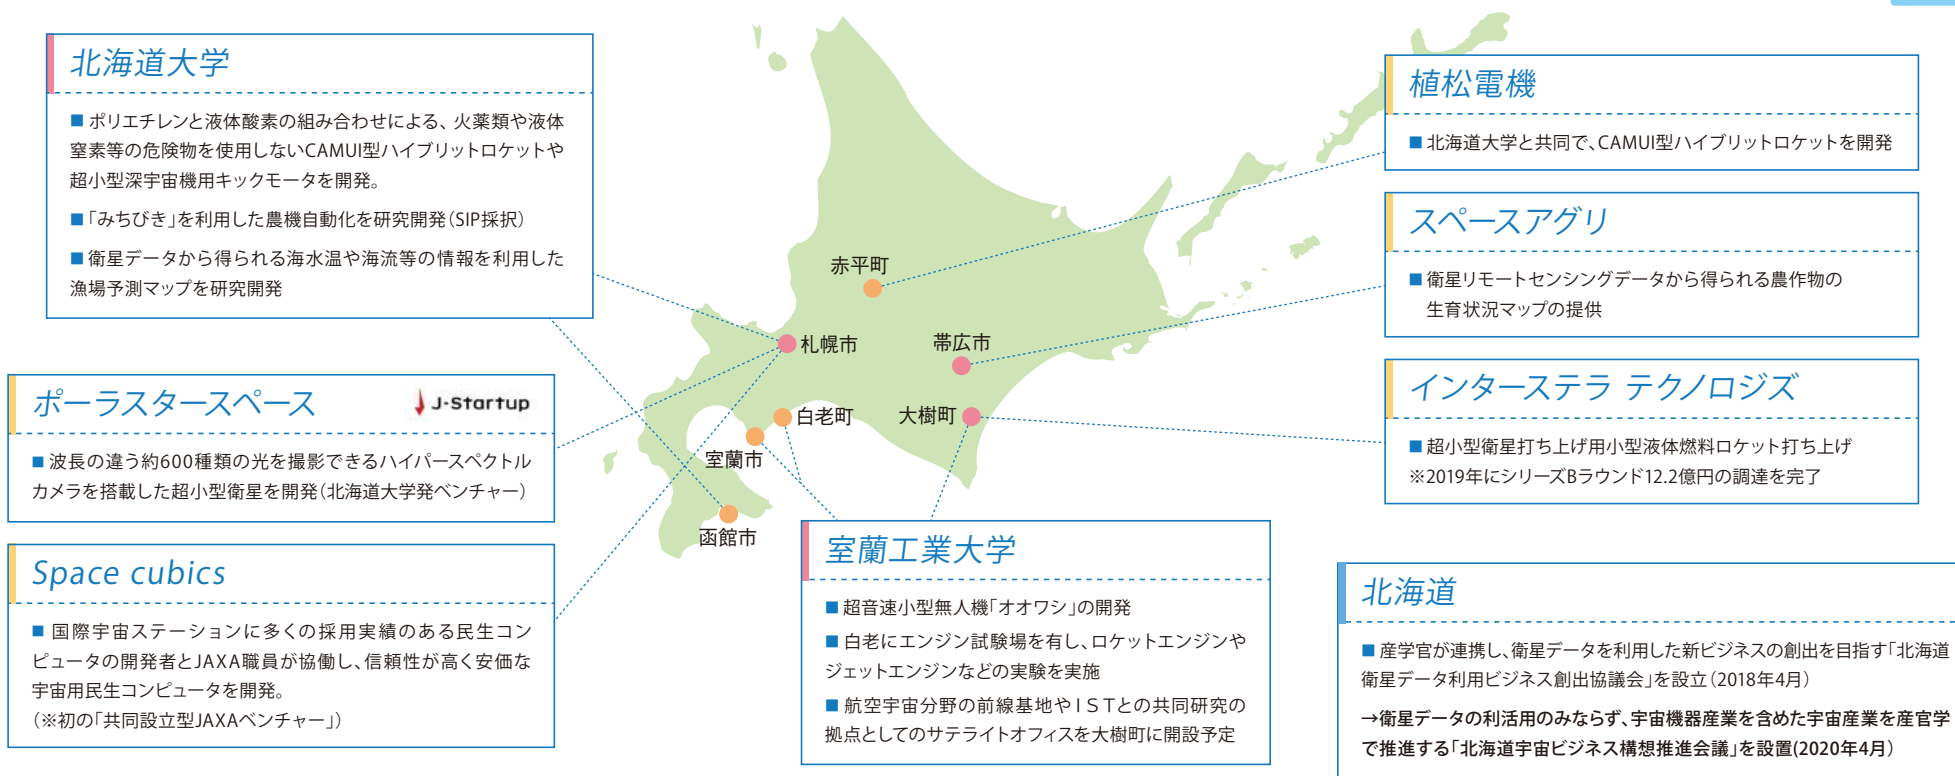 北海道大学
■ ポリエチレンと液体酸素の組み合わせによる、火薬類や液体
窒素等の危険物を使用しないCAMUI型ハイブリットロケットや
超小型深宇宙機用キックモータを開発。
■「みちびき」を利用した農機自動化を研究開発(SIP採択)
■ 衛星データから得られる海水温や海流等の情報を利用した
漁場予測マップを研究開発
ポーラスタースペース
J-Startup
■ 波長の違う約600種類の光を撮影できるハイパースペクトル
カメラを搭載した超小型衛星を開発(北海道大学発ベンチャー)
Space cubics
■ 国際宇宙ステーションに多くの採用実績のある民生コン
ピュータの開発者とJAXA職員が協働し、信頼性が高く安価な
宇宙用民生コンピュータを開発。
(※初の「共同設立型JAXAベンチャー」)
赤平町
札幌市
帯広市
白老町
大樹町
室蘭市
函館市
室蘭工業大学
■ 超音速小型無人機「オオワシ」の開発
■ 白老にエンジン試験場を有し、ロケットエンジンや
ジェットエンジンなどの実験を実施
■ 航空宇宙分野の前線基地やISTとの共同研究の
拠点としてのサテライトオフィスを大樹町に開設予定
植松電機
■ 北海道大学と共同で、CAMUI型ハイブリットロケットを開発
スペースアグリ
■ 衛星リモートセンシングデータから得られる農作物の
生育状況マップの提供
インターステラ テクノロジズ
■ 超小型衛星打ち上げ用小型液体燃料ロケット打ち上げ
※2019年にシリーズBラウンド12.2億円の調達を完了
北海道
■ 産学官が連携し、衛星データを利用した新ビジネスの創出を目指す「北海道
衛星データ利用ビジネス創出協議会」を設立(2018年4月)
→衛星データの利活用のみならず、宇宙機器産業を含めた宇宙産業を産官学
で推進する「北海道宇宙ビジネス構想推進会議」を設置(2020年4月)